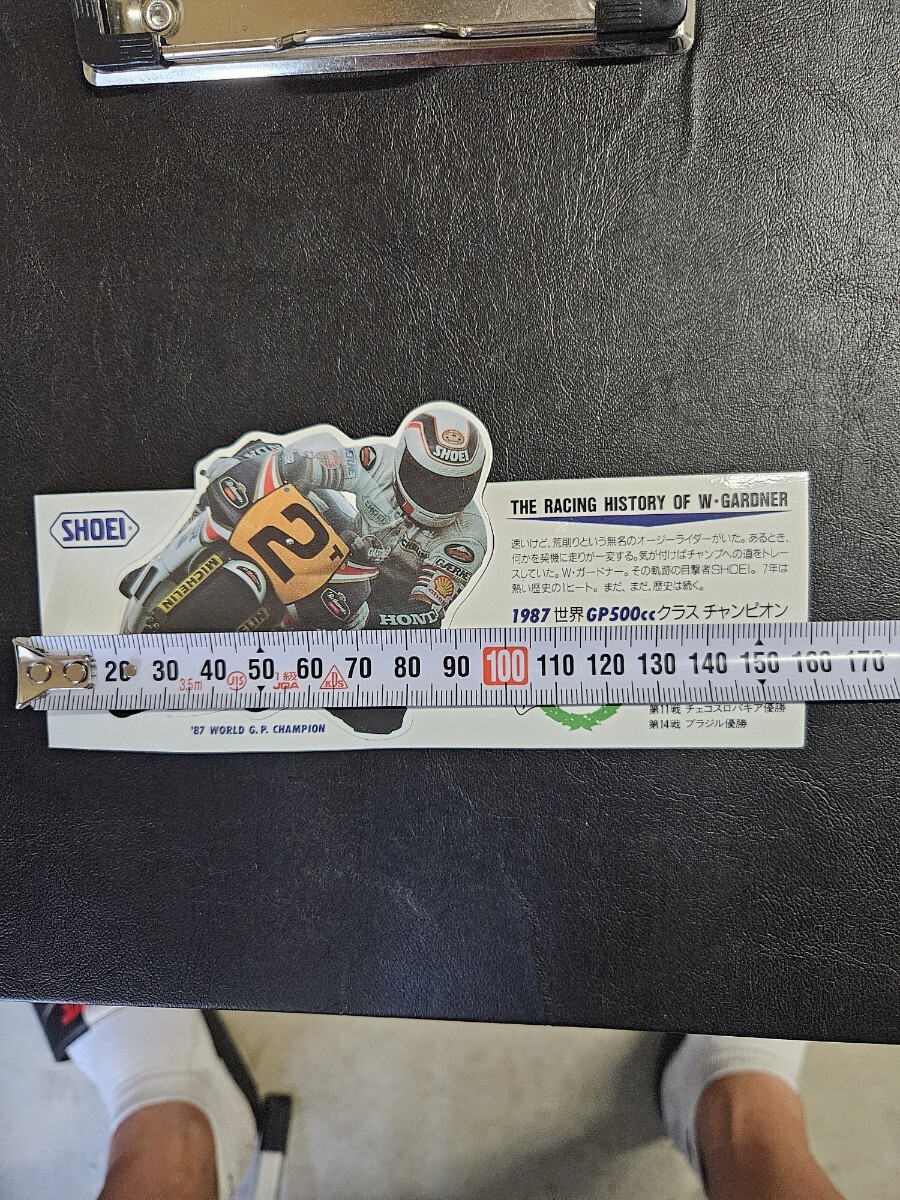 THE RACING HISTORY OF W・GARDNER
SHOEI
速いけど、荒削りという無名のオージーライダーがいた。あるとき、
何かを契機に走りが一変する。気が付けばチャンプへの道をトレー
スしていた。W・ガードナー。その軌跡の目撃者SHOEI。7年は
熱い歴史の1ヒート。まだ、まだ、歴史は続く。
1987 世界 GP500cc クラス チャンピオン
SHOEI
SHOEI
GARDNE
MICHELIN
2
T
HONDA
20 30 40 50 60 70 80 90 100 110 120 130 140 150 160 170
3.5m
JIS
1級
JQA
第11戦 チェコスロバキア優勝
第14戦 ブラジル優勝
'87 WORLD G.P. CHAMPION